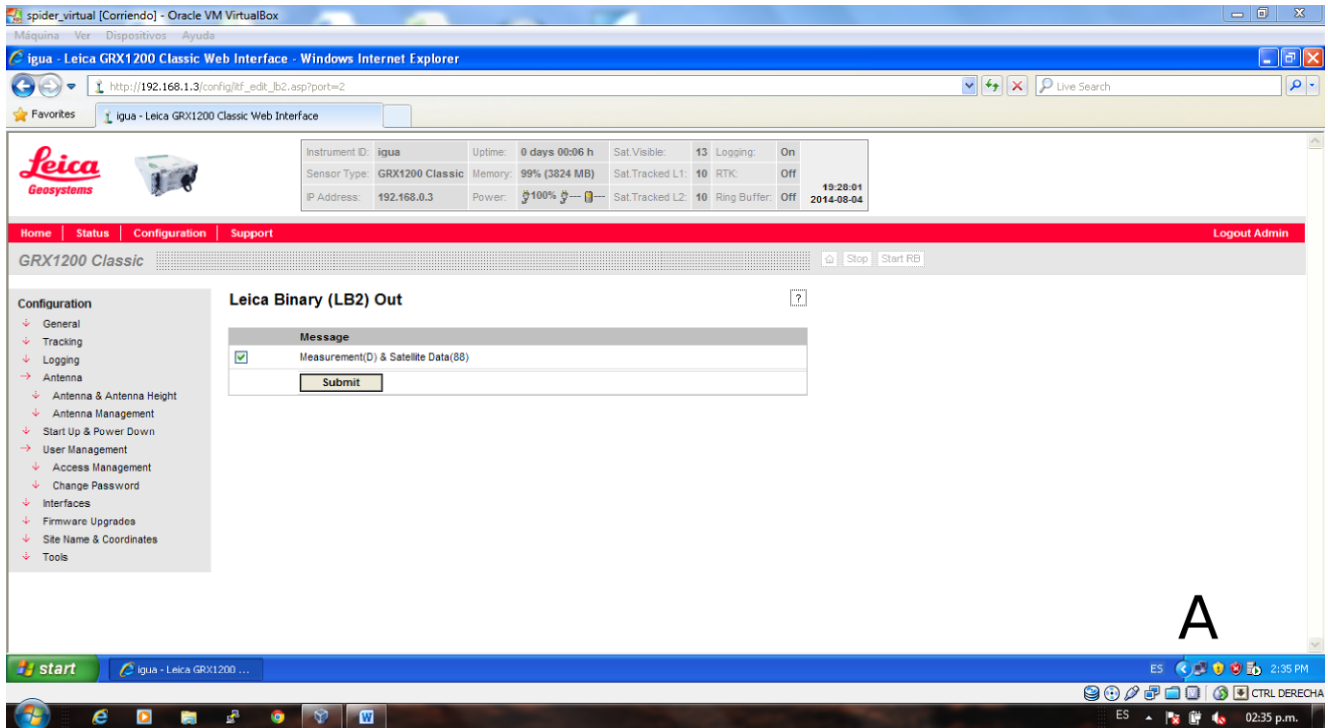 spider_virtual [Corriendo] - Oracle VM VirtualBox
Máquina Ver Dispositivos Ayuda
igua - Leica GRX1200 Classic Web Interface - Windows Internet Explorer
http://192.168.1.3/config/itf_edit_lb2.asp?port=2
Live Search
Favorites
igua - Leica GRX1200 Classic Web Interface
Leica
Geosystems
Instrument ID: igua Uptime: 0 days 00:06 h Sat.Visible: 13 Logging: On
Sensor Type: GRX1200 Classic Memory: 99% (3824 MB) Sat.Tracked L1: 10 RTK: Off
IP Address: 192.168.0.3 Power: 100% --- --- Sat.Tracked L2: 10 Ring Buffer: Off
19:28:01
2014-08-04
Home Status Configuration Support Logout Admin
GRX1200 Classic
Stop Start RB
Configuration
General
Tracking
Logging
Antenna
Antenna & Antenna Height
Antenna Management
Start Up & Power Down
User Management
Access Management
Change Password
Interfaces
Firmware Upgrades
Site Name & Coordinates
Tools
Leica Binary (LB2) Out
?
Message
Measurement(D) & Satellite Data(88)
Submit
A
start
igua - Leica GRX1200 ...
ES 2:35 PM
CTRL DERECHA
ES 02:35 p.m.